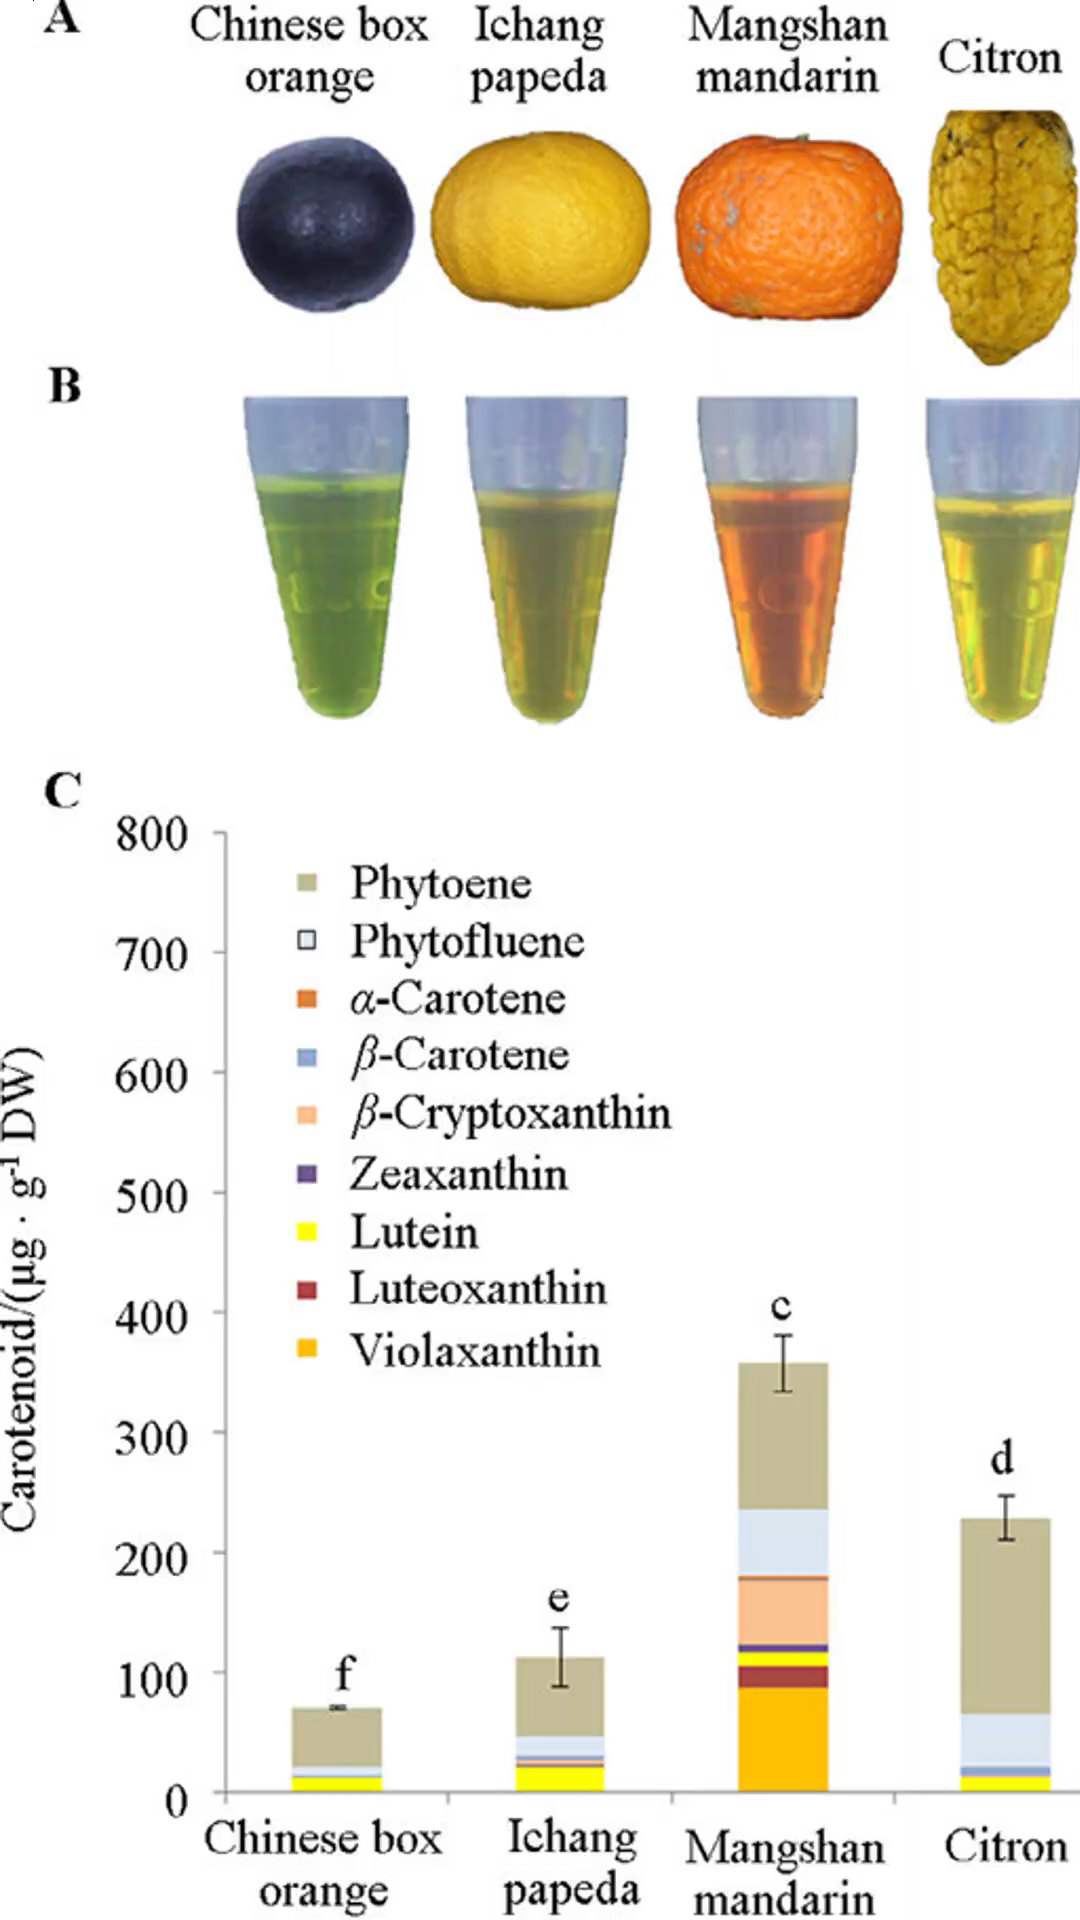 A
Chinese box
orange
Ichang
papeda
Mangshan
mandarin
Citron
B
C
800
700
600
500
400
300
200
100
0
Carotenoid/(μg · g⁻¹ DW)
Phytoene
Phytofluene
α-Carotene
β-Carotene
β-Cryptoxanthin
Zeaxanthin
Lutein
Luteoxanthin
Violaxanthin
f
e
c
d
Chinese box
orange
Ichang
papeda
Mangshan
mandarin
Citron